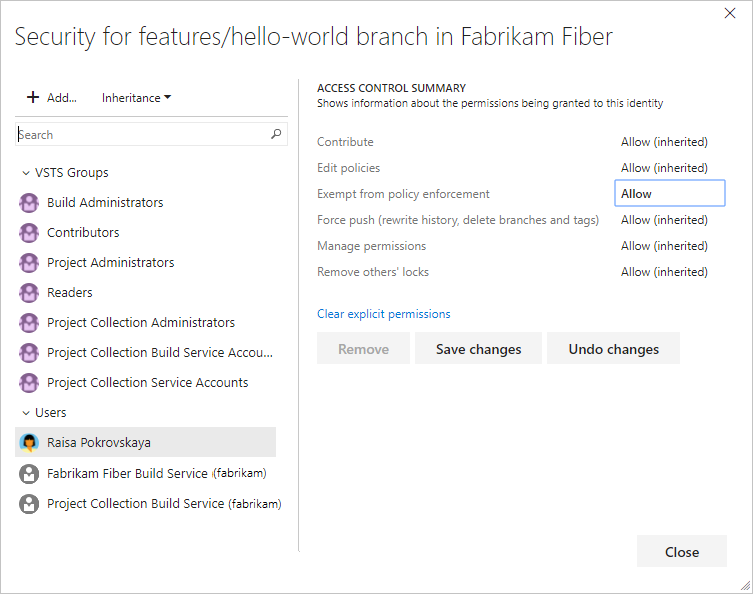 Security for features/hello-world branch in Fabrikam Fiber
Add...
Inheritance
Search
VSTS Groups
Build Administrators
Contributors
Project Administrators
Readers
Project Collection Administrators
Project Collection Build Service Accou...
Project Collection Service Accounts
Users
Raisa Pokrovskaya
Fabrikam Fiber Build Service (fabrikam)
Project Collection Build Service (fabrikam)
ACCESS CONTROL SUMMARY
Shows information about the permissions being granted to this identity
Contribute Allow (inherited)
Edit policies Allow (inherited)
Exempt from policy enforcement Allow
Force push (rewrite history, delete branches and tags) Allow (inherited)
Manage permissions Allow (inherited)
Remove others' locks Allow (inherited)
Clear explicit permissions
Remove Save changes Undo changes
Close